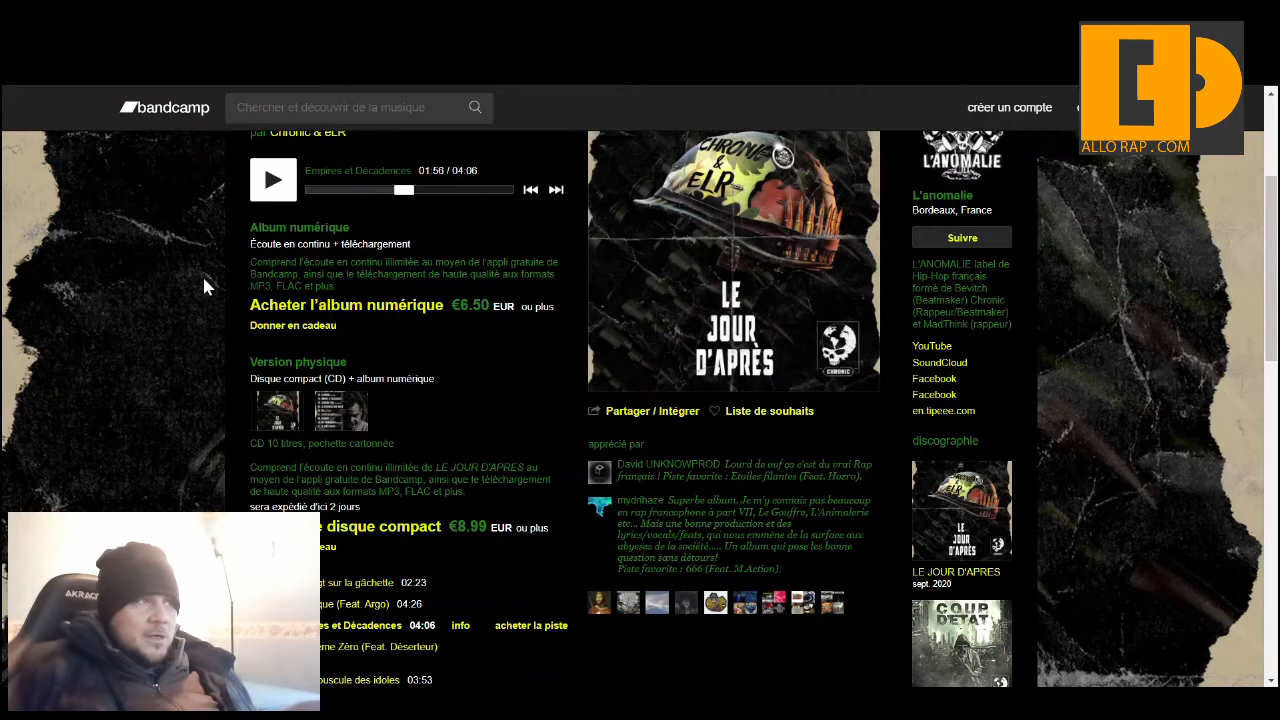 bandcamp
Chercher et découvrir de la musique
créer un compte
ALLO RAP . COM
par Chronic & eLR
Empires et Décadences 01:56 / 04:06
Album numérique
Écoute en continu + téléchargement
Comprend l'écoute en continu illimitée au moyen de l'appli gratuite de
Bandcamp, ainsi que le téléchargement de haute qualité aux formats
MP3, FLAC et plus.
Acheter l'album numérique €6.50 EUR ou plus
Donner en cadeau
Version physique
Disque compact (CD) + album numérique
CD 10 titres, pochette cartonnée
Comprend l'écoute en continu illimitée de LE JOUR D'APRES au
moyen de l'appli gratuite de Bandcamp, ainsi que le téléchargement
de haute qualité aux formats MP3, FLAC et plus.
sera expédié d'ici 2 jours
disque compact €8.99 EUR ou plus
eau
gt sur la gâchette 02:23
que (Feat. Argo) 04:26
es et Décadences 04:06 info acheter la piste
ème Zéro (Feat. Déserteur)
puscule des idoles 03:53
AKRAC
CHRONIC
&
eLR
LE
JOUR
D'APRÈS
CHRONIC
Partager / Intégrer Liste de souhaits
apprécié par
David UNKNOWPROD Lourd de ouf ça c'est du vrai Rap
français ! Piste favorite : Etoiles filantes (Feat. Hozro).
mydrihaze Superbe album. Je m'y connais pas beaucoup
en rap francophone à part VII, Le Gouffre, L'Animalerie
etc... Mais une bonne production et des
lyrics/vocals/feats, qui nous emmène de la surface aux
abysses de la société..... Un album qui pose les bonne
question sans détours!
Piste favorite : 666 (Feat. M.Action).
L'ANOMALIE
L'anomalie
Bordeaux, France
Suivre
L'ANOMALIE label de
Hip-Hop français
formé de Bevitch
(Beatmaker) Chronic
(Rappeur/Beatmaker)
et MadThink (rappeur)
YouTube
SoundCloud
Facebook
Facebook
en.tipeee.com
discographie
LE
JOUR
D'APRÈS
LE JOUR D'APRES
sept. 2020
COUP
D'ETAT